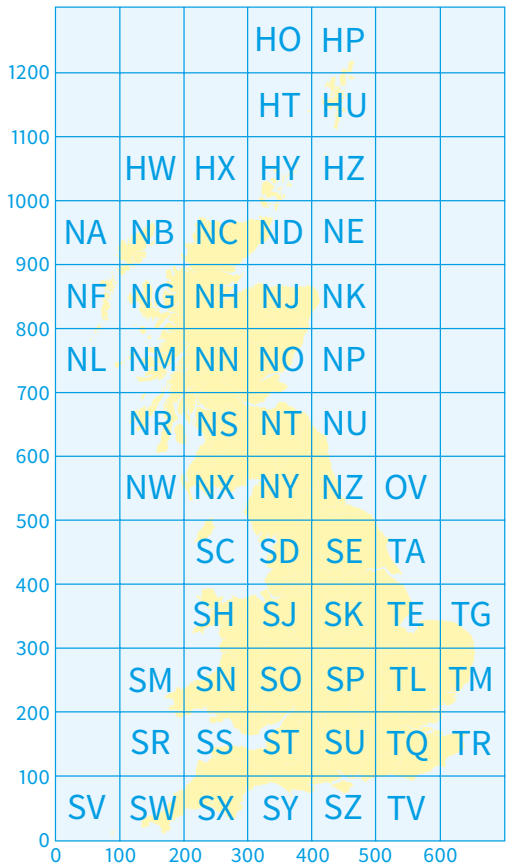 HO HP
1200
HT HU
1100
HW HX HY HZ
1000
NA NB NC ND NE
900
NF NG NH NJ NK
800
NL NM NN NO NP
700
NR NS NT NU
600
NW NX NY NZ OV
500
SC SD SE TA
400
SH SJ SK TE TG
300
SM SN SO SP TL TM
200
SR SS ST SU TQ TR
100
SV SW SX SY SZ TV
0
0 100 200 300 400 500 600